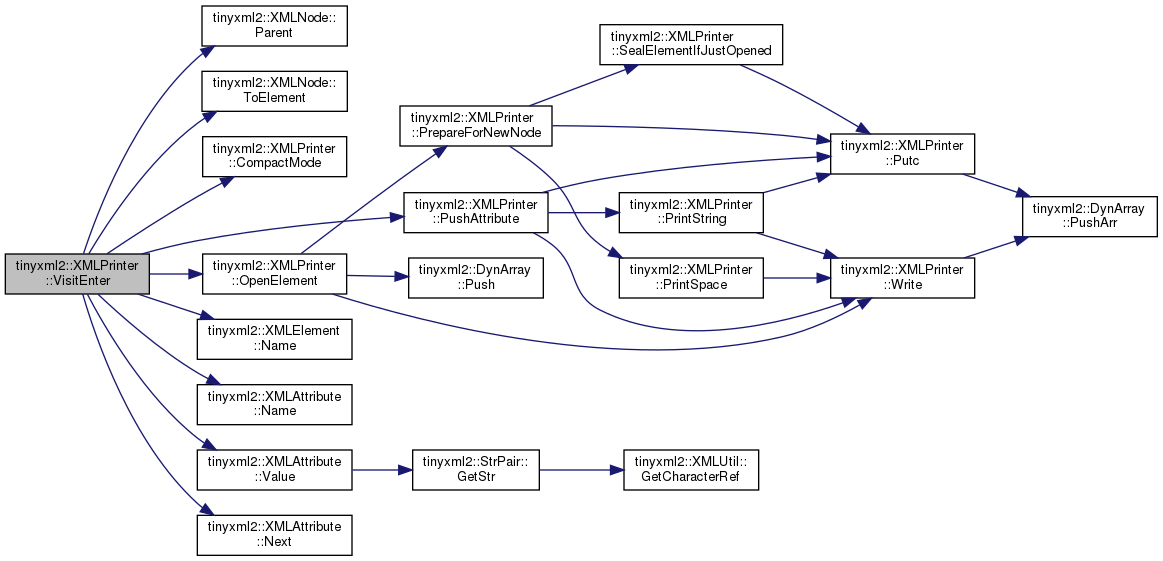 tinyxml2::XMLNode::
Parent
tinyxml2::XMLNode::
ToElement
tinyxml2::XMLPrinter
::CompactMode
tinyxml2::XMLPrinter
::VisitEnter
tinyxml2::XMLPrinter
::OpenElement
tinyxml2::XMLElement
::Name
tinyxml2::XMLAttribute
::Name
tinyxml2::XMLAttribute
::Value
tinyxml2::XMLAttribute
::Next
tinyxml2::XMLPrinter
::PrepareForNewNode
tinyxml2::XMLPrinter
::PushAttribute
tinyxml2::DynArray
::Push
tinyxml2::StrPair::
GetStr
tinyxml2::XMLPrinter
::SealElementIfJustOpened
tinyxml2::XMLPrinter
::PrintString
tinyxml2::XMLPrinter
::PrintSpace
tinyxml2::XMLUtil::
GetCharacterRef
tinyxml2::XMLPrinter
::Putc
tinyxml2::XMLPrinter
::Write
tinyxml2::DynArray
::PushArr